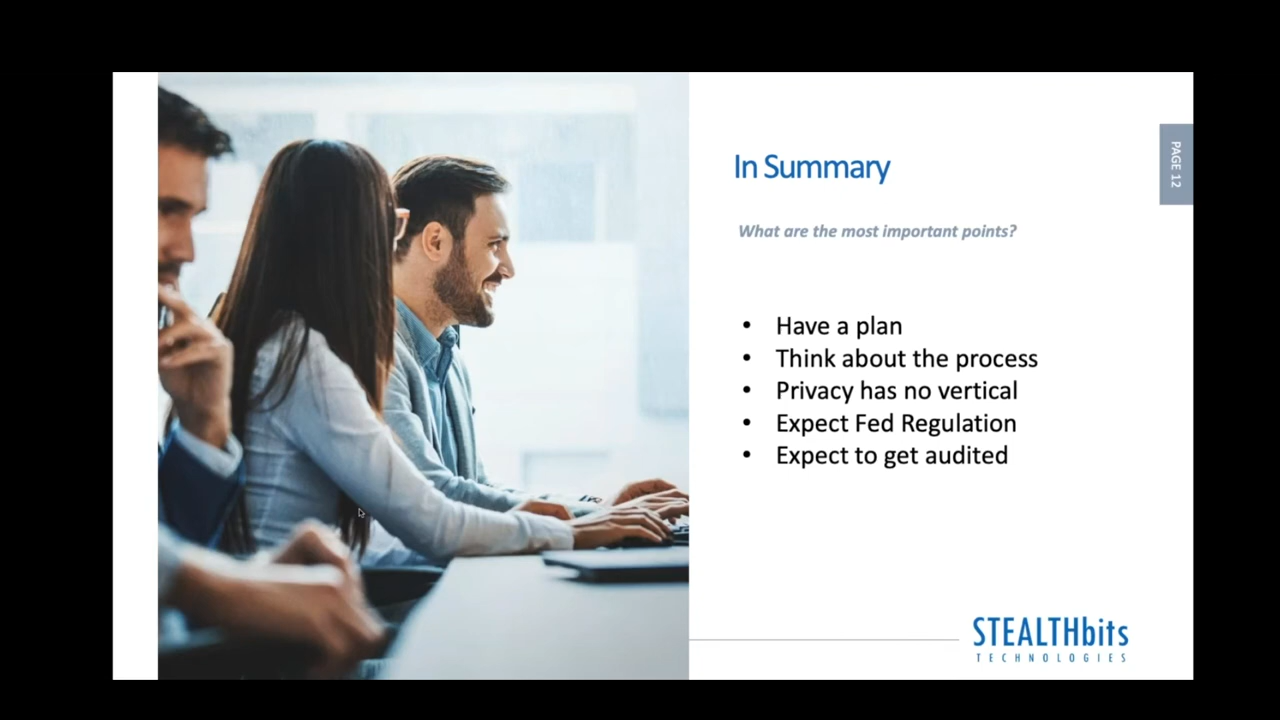 In Summary
PAGE 12
What are the most important points?
• Have a plan
• Think about the process
• Privacy has no vertical
• Expect Fed Regulation
• Expect to get audited
STEALTHbits
TECHNOLOGIES